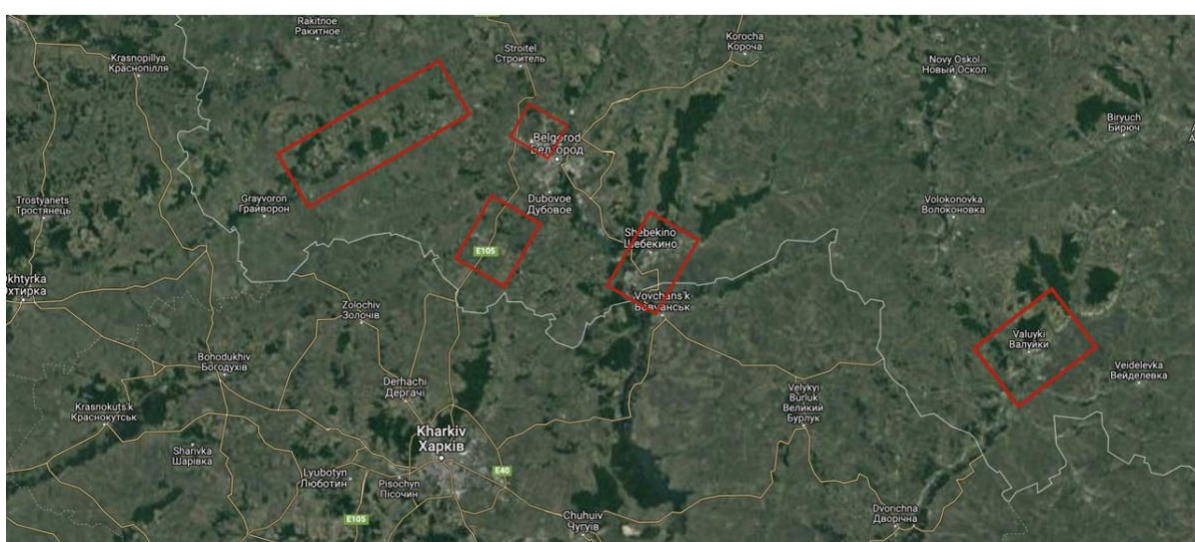 Rakitnoe
Ракитное
Krasnopillya
Краснопілля
Stroitel
Строитель
Korocha
Короча
Novy Oskol
Новый Оскол
Biryuch
Бирюч
Belgorod
Белгород
Trostyanets
Тростянець
Grayvoron
Грайворон
Dubovoe
Дубовое
Volokonovka
Волоконовка
Shebekino
Шебекино
E105
khtyrka
хтирка
Zolochiv
Золочів
Vovchans'k
Вовчанськ
Valuyki
Валуйки
Bohodukhiv
Богодухів
Veidelevka
Вейделевка
Derhachi
Дергачі
Velykyi
Burluk
Великий
Бурлук
Krasnokuts'k
Краснокутськ
Kharkiv
Харків
Sharivka
Шарівка
Lyubotyn
Люботин
Pisochyn
Пісочин
E40
E105
Chuhuiv
Чугуїв
Dvorichna
Дворічна